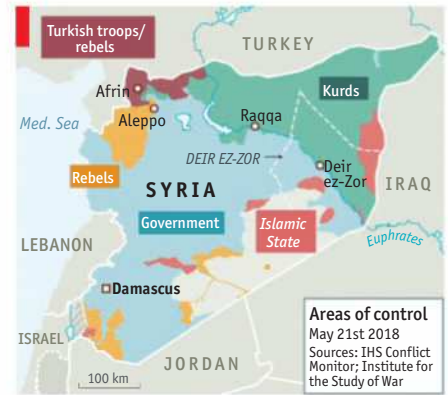 Turkish troops/
rebels
TURKEY
Afrin
Kurds
Med. Sea
Aleppo
Raqqa
DEIR EZ-ZOR
Deir
ez-Zor
Rebels
SYRIA
IRAQ
Government
Islamic
State
Euphrates
LEBANON
Damascus
ISRAEL
JORDAN
100 km
Areas of control
May 21st 2018
Sources: IHS Conflict
Monitor; Institute for
the Study of War